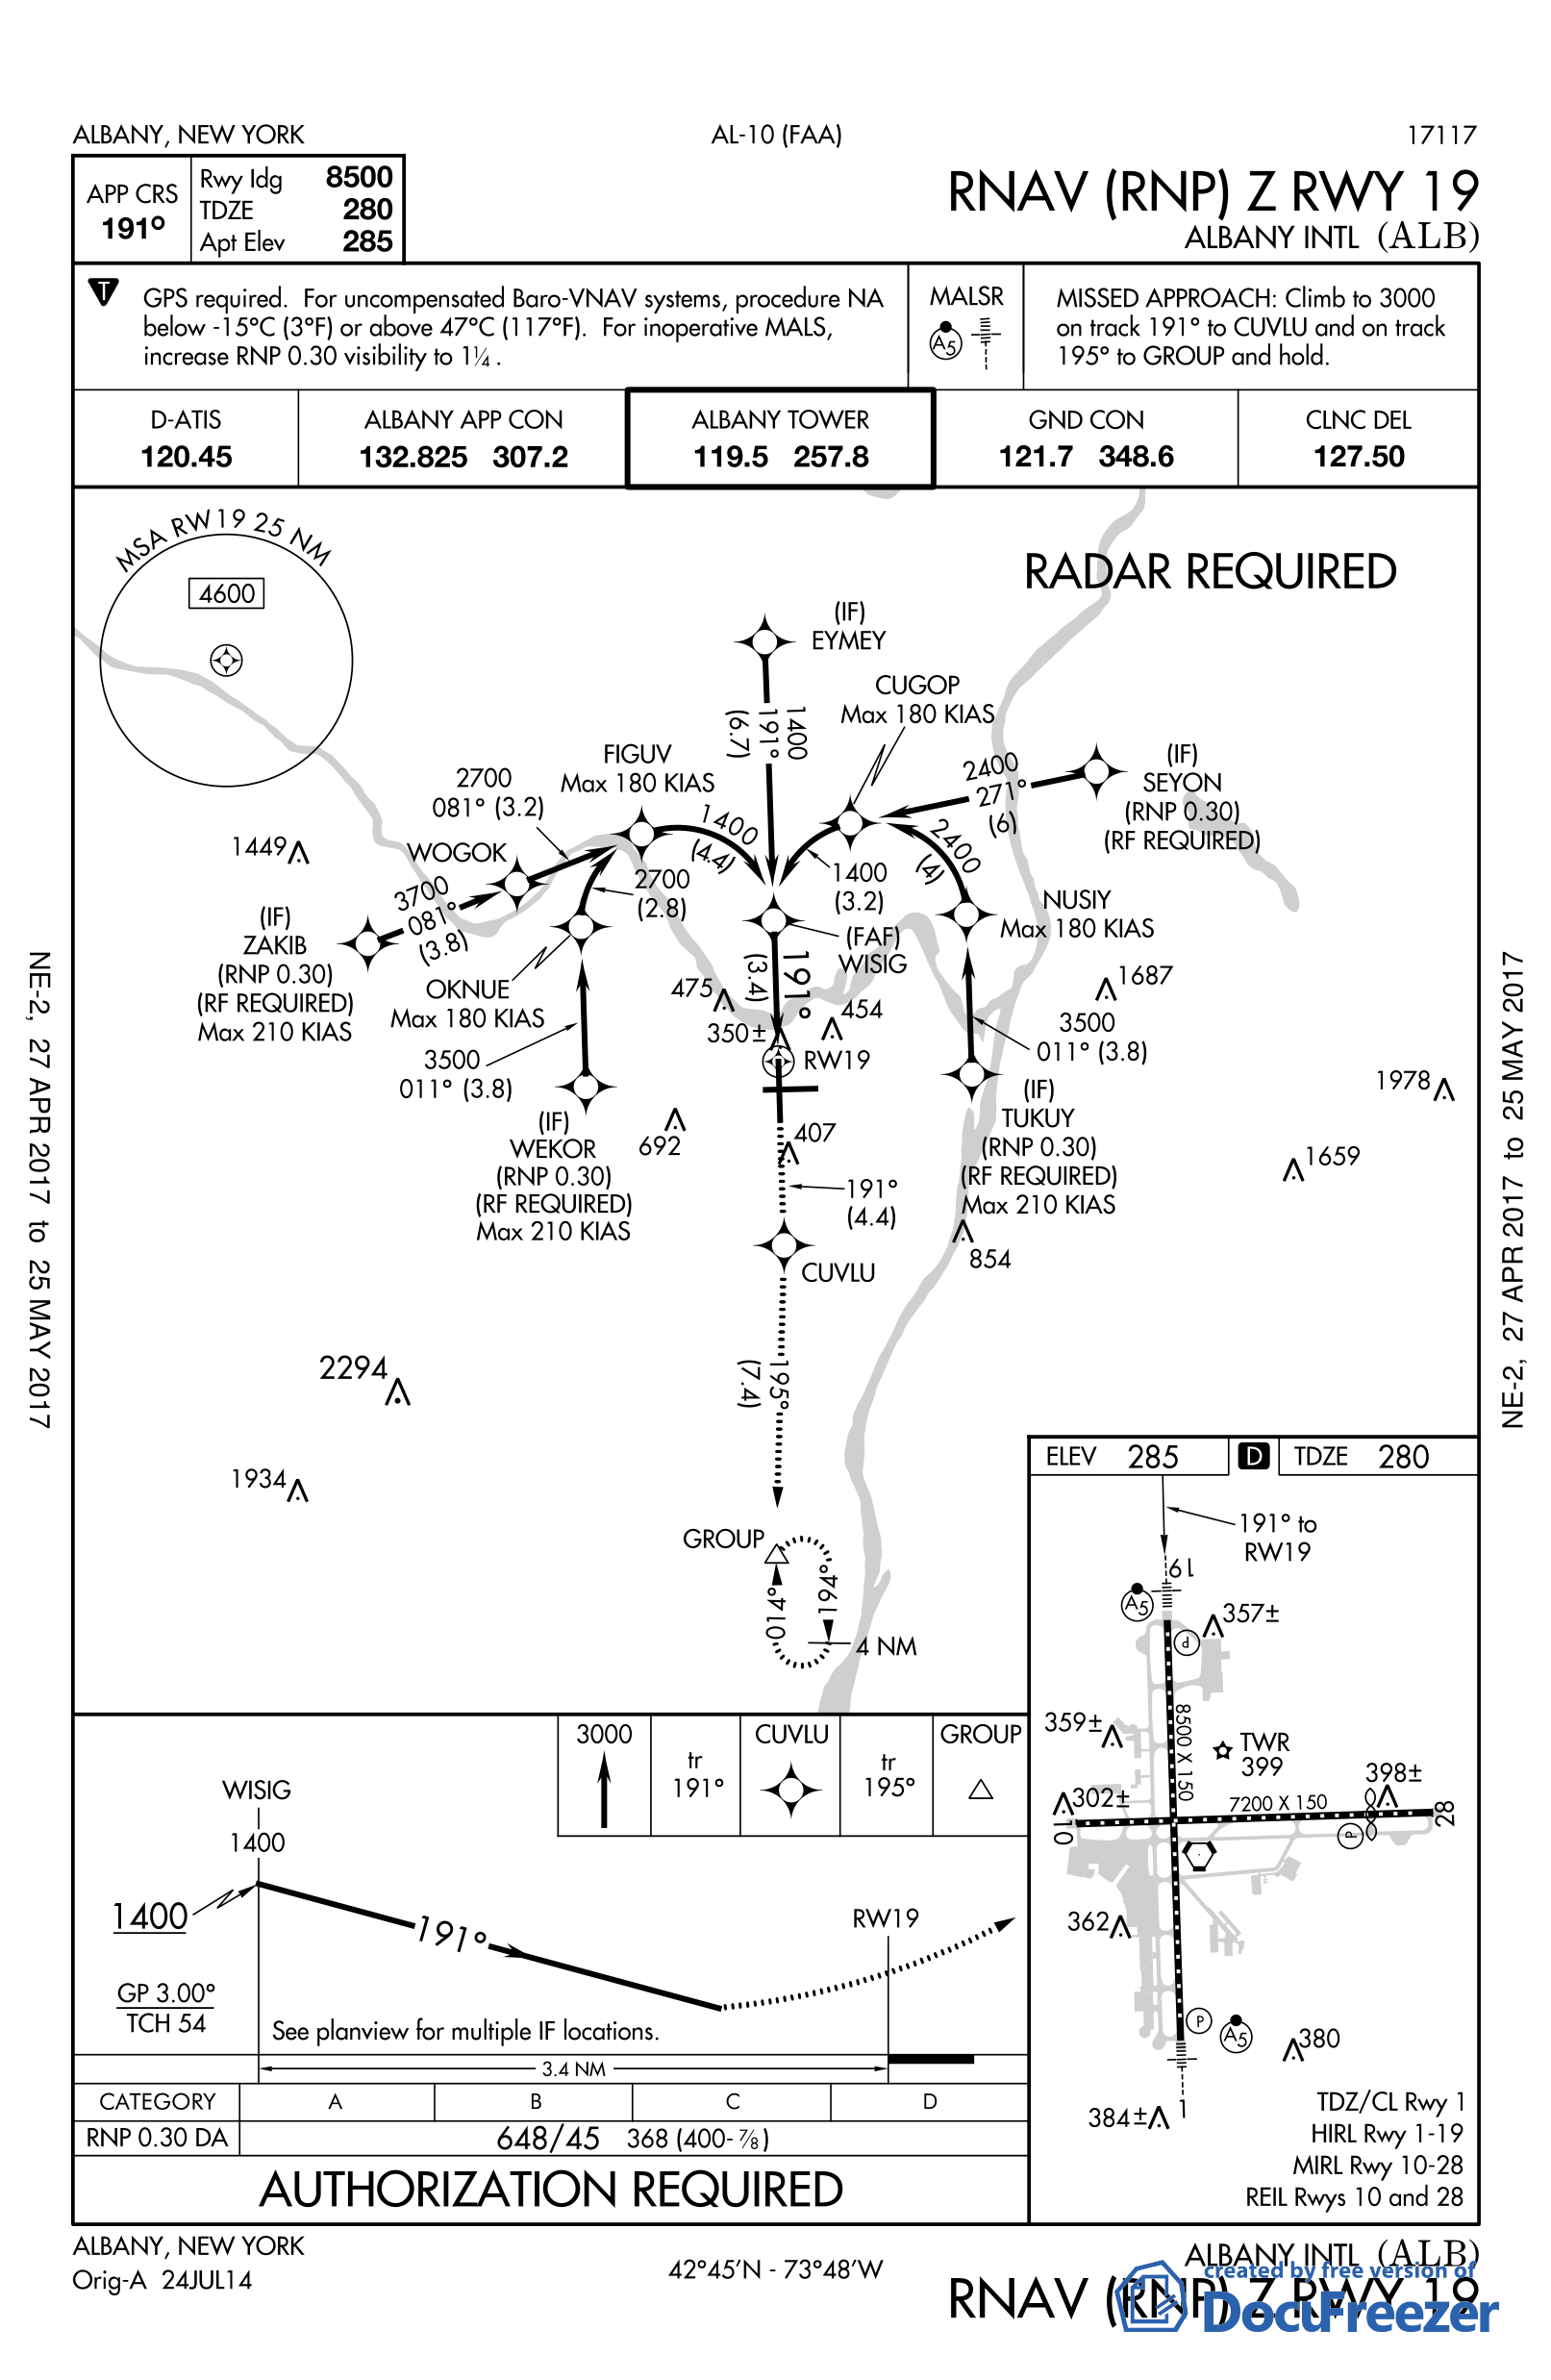 ALBANY, NEW YORK
AL-10 (FAA)
17117
APP CRS
191°
Rwy ldg 8500
TDZE 280
Apt Elev 285
RNAV (RNP) Z RWY 19
ALBANY INTL (ALB)
T
GPS required. For uncompensated Baro-VNAV systems, procedure NA
below -15°C (3°F) or above 47°C (117°F). For inoperative MALS,
increase RNP 0.30 visibility to 1¼ .
MALSR
A5
MISSED APPROACH: Climb to 3000
on track 191° to CUVLU and on track
195° to GROUP and hold.
D-ATIS
120.45
ALBANY APP CON
132.825 307.2
ALBANY TOWER
119.5 257.8
GND CON
121.7 348.6
CLNC DEL
127.50
MSA RW19 25 NM
4600
RADAR REQUIRED
(IF)
EYMEY
1400
191°
(6.7)
CUGOP
Max 180 KIAS
FIGUV
Max 180 KIAS
2700
081° (3.2)
2400
271°
(6)
(IF)
SEYON
(RNP 0.30)
(RF REQUIRED)
1400
(4.4)
2400
(4)
1449
WOGOK
3700
081°
(3.8)
2700
(2.8)
1400
(3.2)
NUSIY
Max 180 KIAS
(IF)
ZAKIB
(RNP 0.30)
(RF REQUIRED)
Max 210 KIAS
(FAF)
WISIG
OKNUE
Max 180 KIAS
191°
(3.4)
475
350±
454
1687
RW19
3500
011° (3.8)
3500
011° (3.8)
1978
(IF)
WEKOR
(RNP 0.30)
(RF REQUIRED)
Max 210 KIAS
692
407
(IF)
TUKUY
(RNP 0.30)
(RF REQUIRED)
Max 210 KIAS
1659
191°
(4.4)
854
CUVLU
2294
195°
(7.4)
1934
GROUP
014°
194°
4 NM
NE-2, 27 APR 2017 to 25 MAY 2017
NE-2, 27 APR 2017 to 25 MAY 2017
ELEV 285
D
TDZE 280
191° to
RW19
19
A5
357±
P
359±
8500 X 150
TWR
399
398±
302±
7200 X 150
10
28
P
362
P
A5
380
384±
1
TDZ/CL Rwy 1
HIRL Rwy 1-19
MIRL Rwy 10-28
REIL Rwys 10 and 28
3000
tr
191°
CUVLU
tr
195°
GROUP
WISIG
1400
1400
191°
RW19
GP 3.00°
TCH 54
See planview for multiple IF locations.
3.4 NM
CATEGORY A B C D
RNP 0.30 DA 648/45 368 (400-⅞)
AUTHORIZATION REQUIRED
ALBANY, NEW YORK
Orig-A 24JUL14
42°45'N - 73°48'W
ALBANY INTL (ALB)
RNAV (RNP) Z RWY 19
created by free version of
DocuFreezer